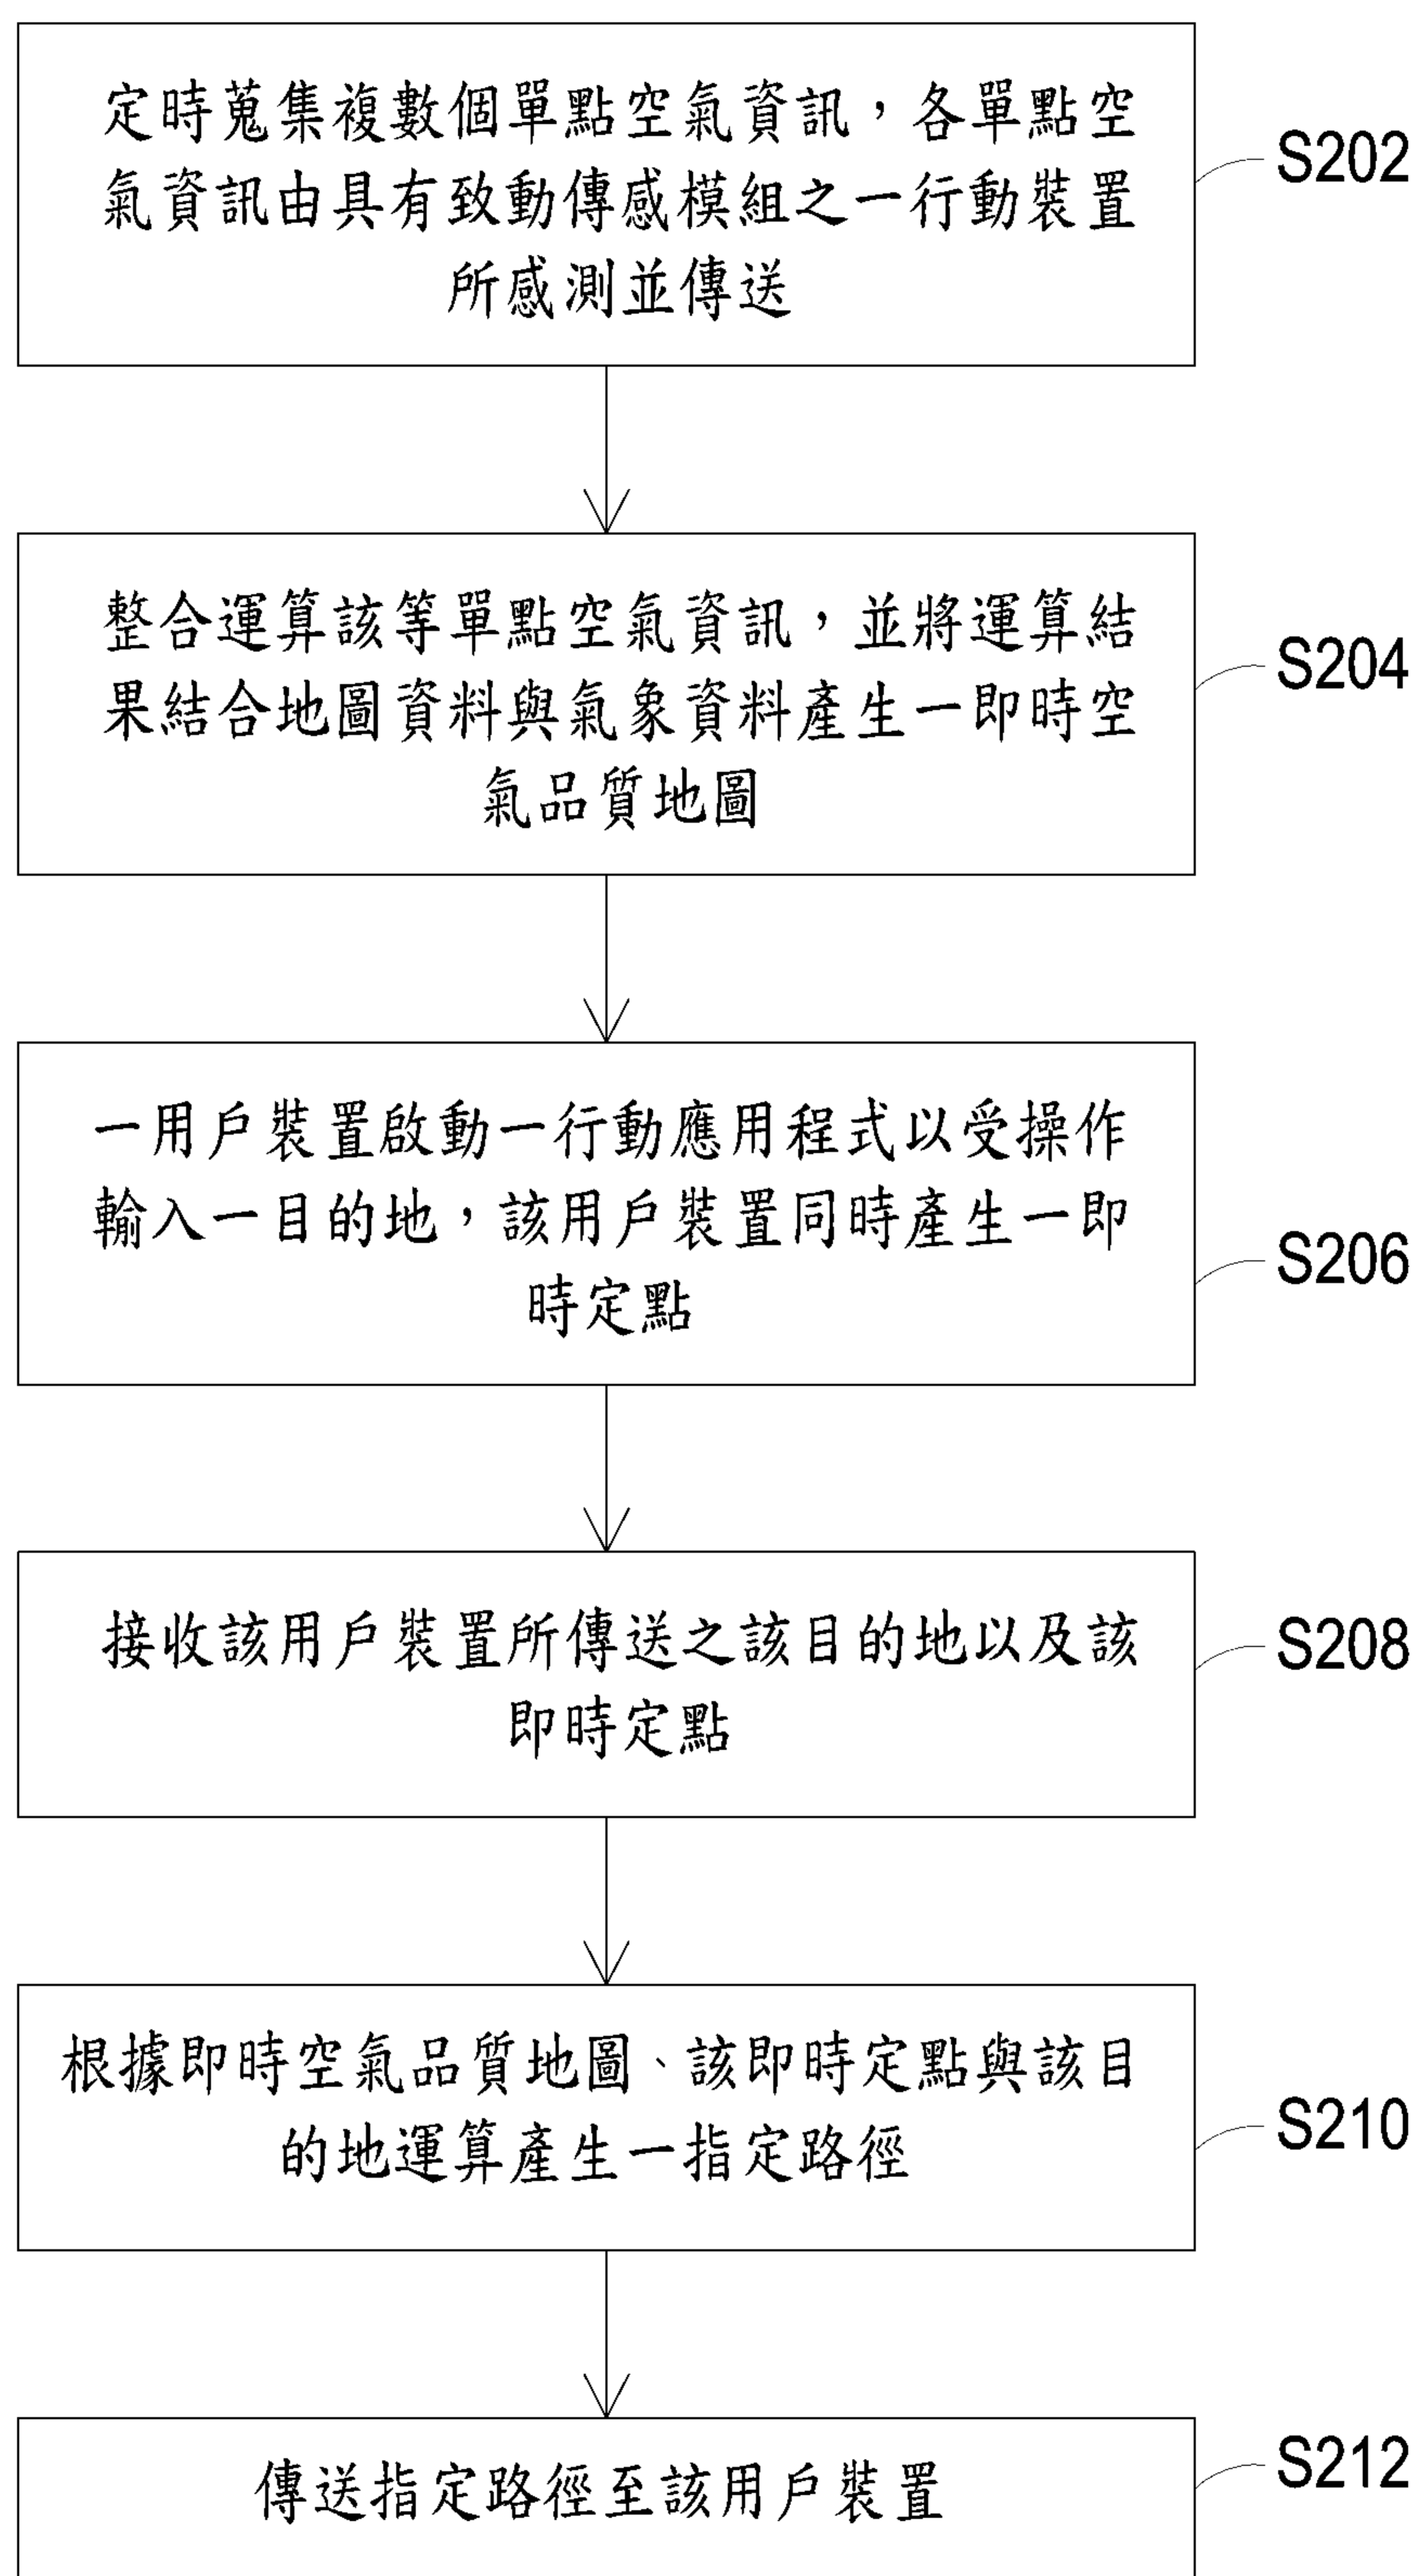 定時蒐集複數個單點空氣資訊，各單點空
氣資訊由具有致動傳感模組之一行動裝置
所感測並傳送
S202
整合運算該等單點空氣資訊，並將運算結
果結合地圖資料與氣象資料產生一即時空
氣品質地圖
S204
一用戶裝置啟動一行動應用程式以受操作
輸入一目的地，該用戶裝置同時產生一即
時定點
S206
接收該用戶裝置所傳送之該目的地以及該
即時定點
S208
根據即時空氣品質地圖、該即時定點與該目
的地運算產生一指定路徑
S210
傳送指定路徑至該用戶裝置
S212